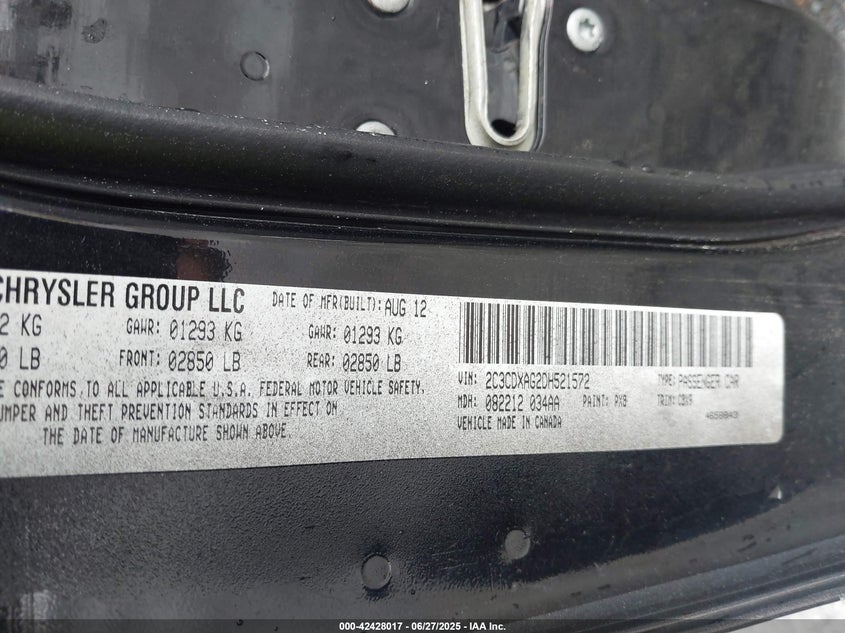 CHRYSLER GROUP LLC DATE OF MFR(BUILT): AUG 12
2 KG GAWR: 01293 KG GAWR: 01293 KG
0 LB FRONT: 02850 LB REAR: 02850 LB
E CONFORMS TO ALL APPLICABLE U.S.A. FEDERAL MOTOR VEHICLE SAFETY,
UMPER AND THEFT PREVENTION STANDARDS IN EFFECT ON
THE DATE OF MANUFACTURE SHOWN ABOVE.
VIN: 2C3CDXAG2DH521572 TYPE: PASSENGER CAR
MDH: 082212 034AA PAINT: PX8 TRIM: CBX9
VEHICLE MADE IN CANADA
000-42428017 - 06/27/2025 - IAA Inc.